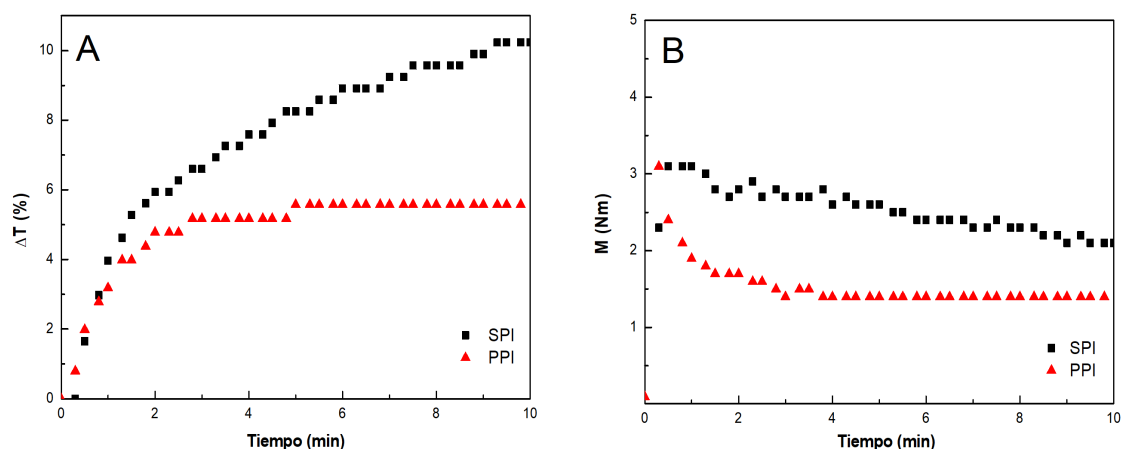 A
ΔT (%)
10
8
6
4
2
0
SPI
PPI
0 2 4 6 8 10
Tiempo (min)
B
M (Nm)
5
4
3
2
1
SPI
PPI
0 2 4 6 8 10
Tiempo (min)